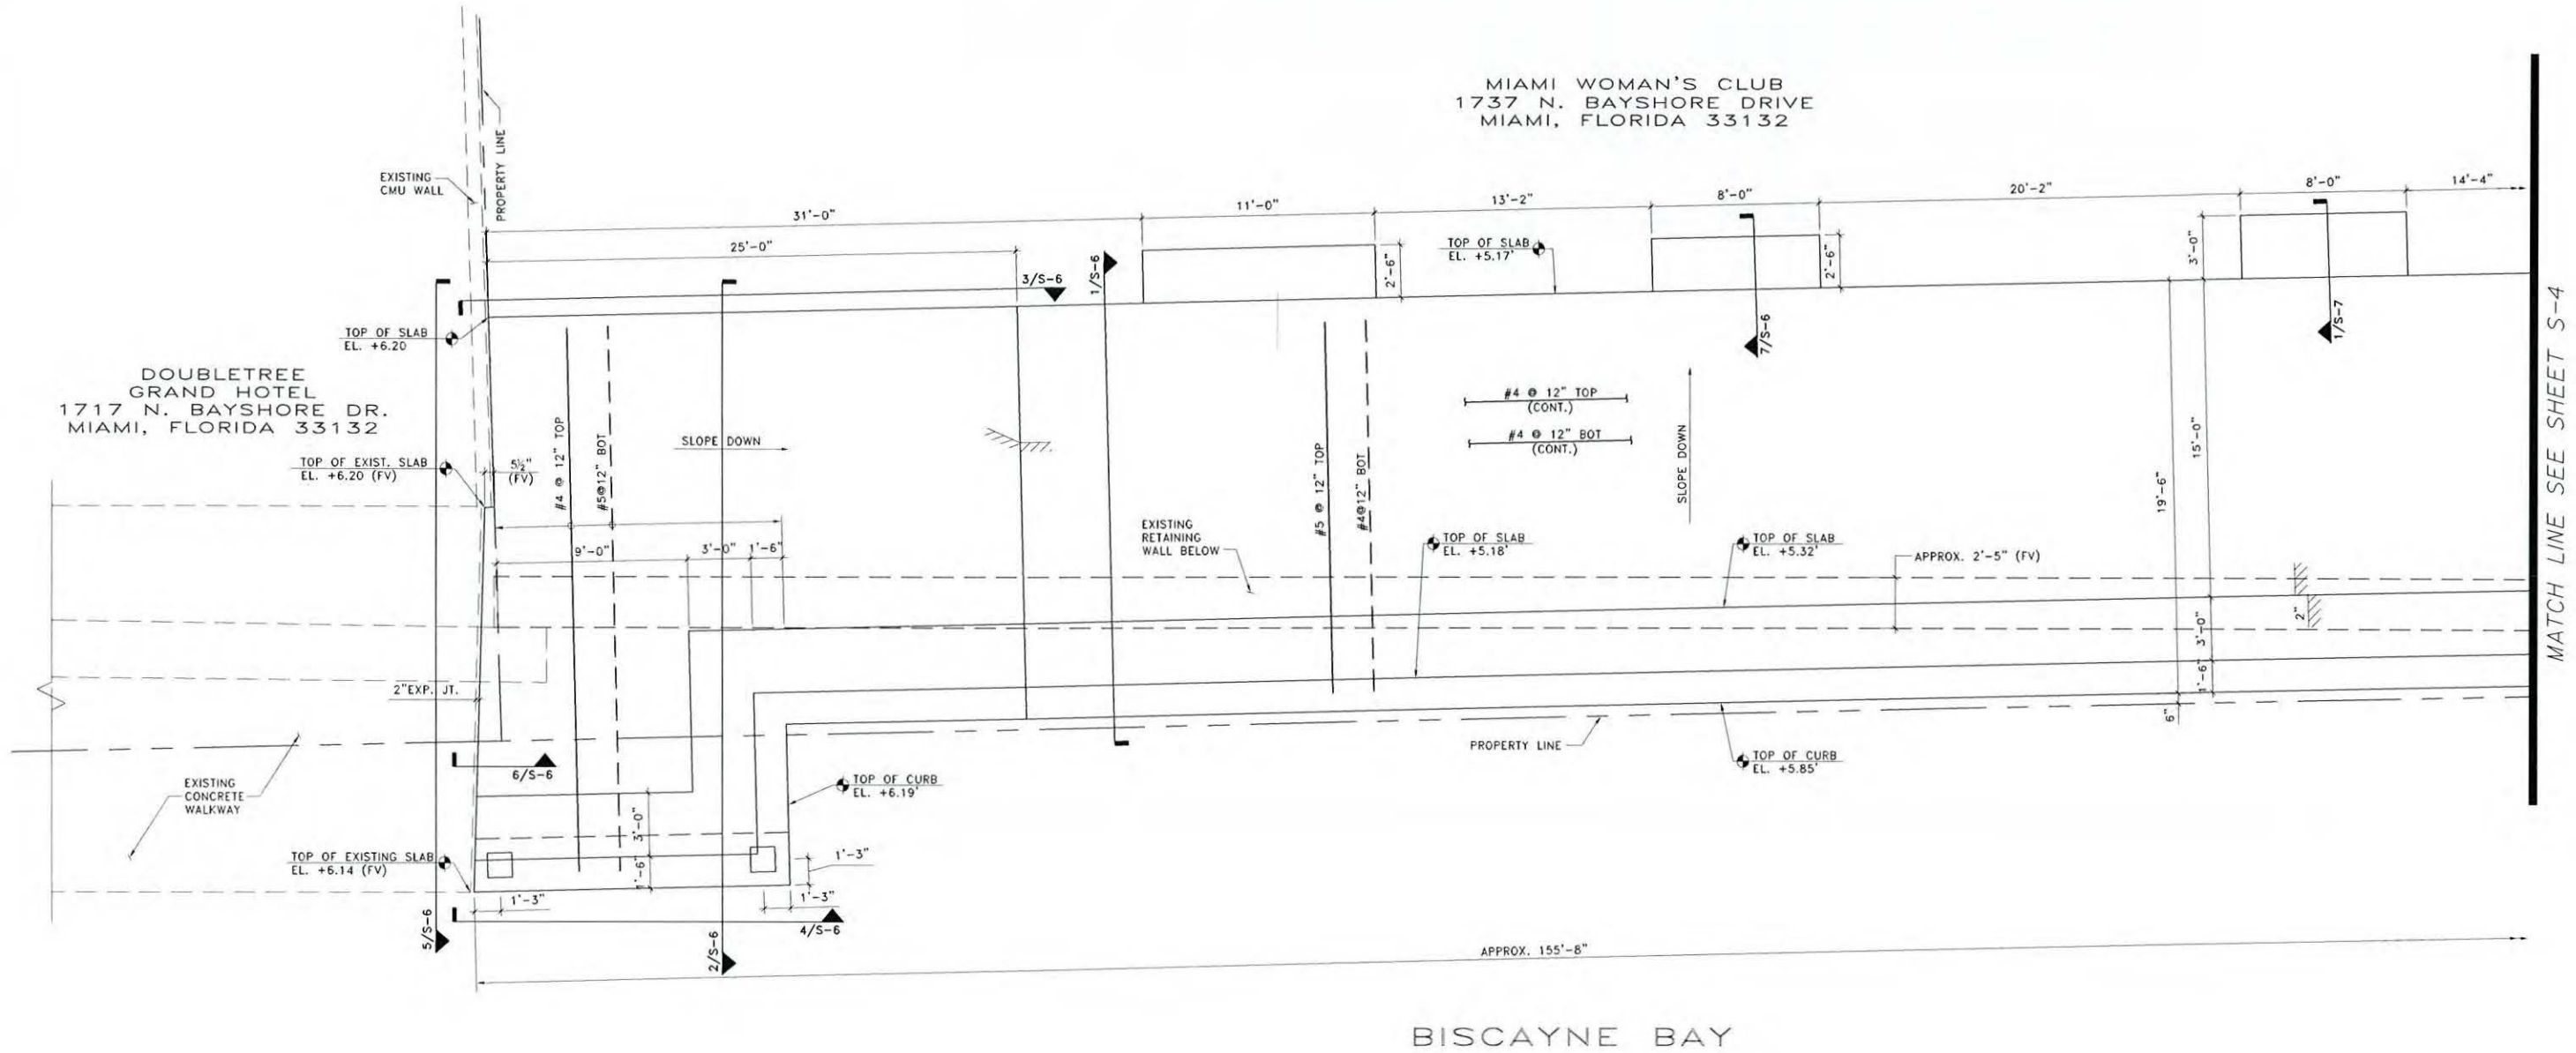 MIAMI WOMAN'S CLUB
1737 N. BAYSHORE DRIVE
MIAMI, FLORIDA 33132
PROPERTY LINE
EXISTING
CMU WALL
31'-0"
11'-0"
13'-2"
8'-0"
20'-2"
8'-0"
14'-4"
25'-0"
3/S-6
1/S-6
2'-6"
TOP OF SLAB
EL. +5.17'
2'-6"
7/S-6
3'-0"
1/S-7
MATCH LINE SEE SHEET S-4
TOP OF SLAB
EL. +6.20
DOUBLETREE
GRAND HOTEL
1717 N. BAYSHORE DR.
MIAMI, FLORIDA 33132
TOP OF EXIST. SLAB
EL. +6.20 (FV)
5½"
(FV)
#4 @ 12" TOP
#5@12" BOT
SLOPE DOWN
#5 @ 12" TOP
#4@12" BOT
#4 @ 12" TOP
(CONT.)
#4 @ 12" BOT
(CONT.)
SLOPE DOWN
15'-0"
19'-6"
9'-0"
3'-0"
1'-6"
EXISTING
RETAINING
WALL BELOW
TOP OF SLAB
EL. +5.18'
TOP OF SLAB
EL. +5.32'
APPROX. 2'-5" (FV)
2"
3'-0"
1'-6"
6"
2"EXP. JT.
PROPERTY LINE
TOP OF CURB
EL. +5.85'
6/S-6
TOP OF CURB
EL. +6.19'
EXISTING
CONCRETE
WALKWAY
3'-0"
1'-6"
TOP OF EXISTING SLAB
EL. +6.14 (FV)
1'-3"
1'-3"
1'-3"
5/S-6
4/S-6
2/S-6
APPROX. 155'-8"
BISCAYNE BAY